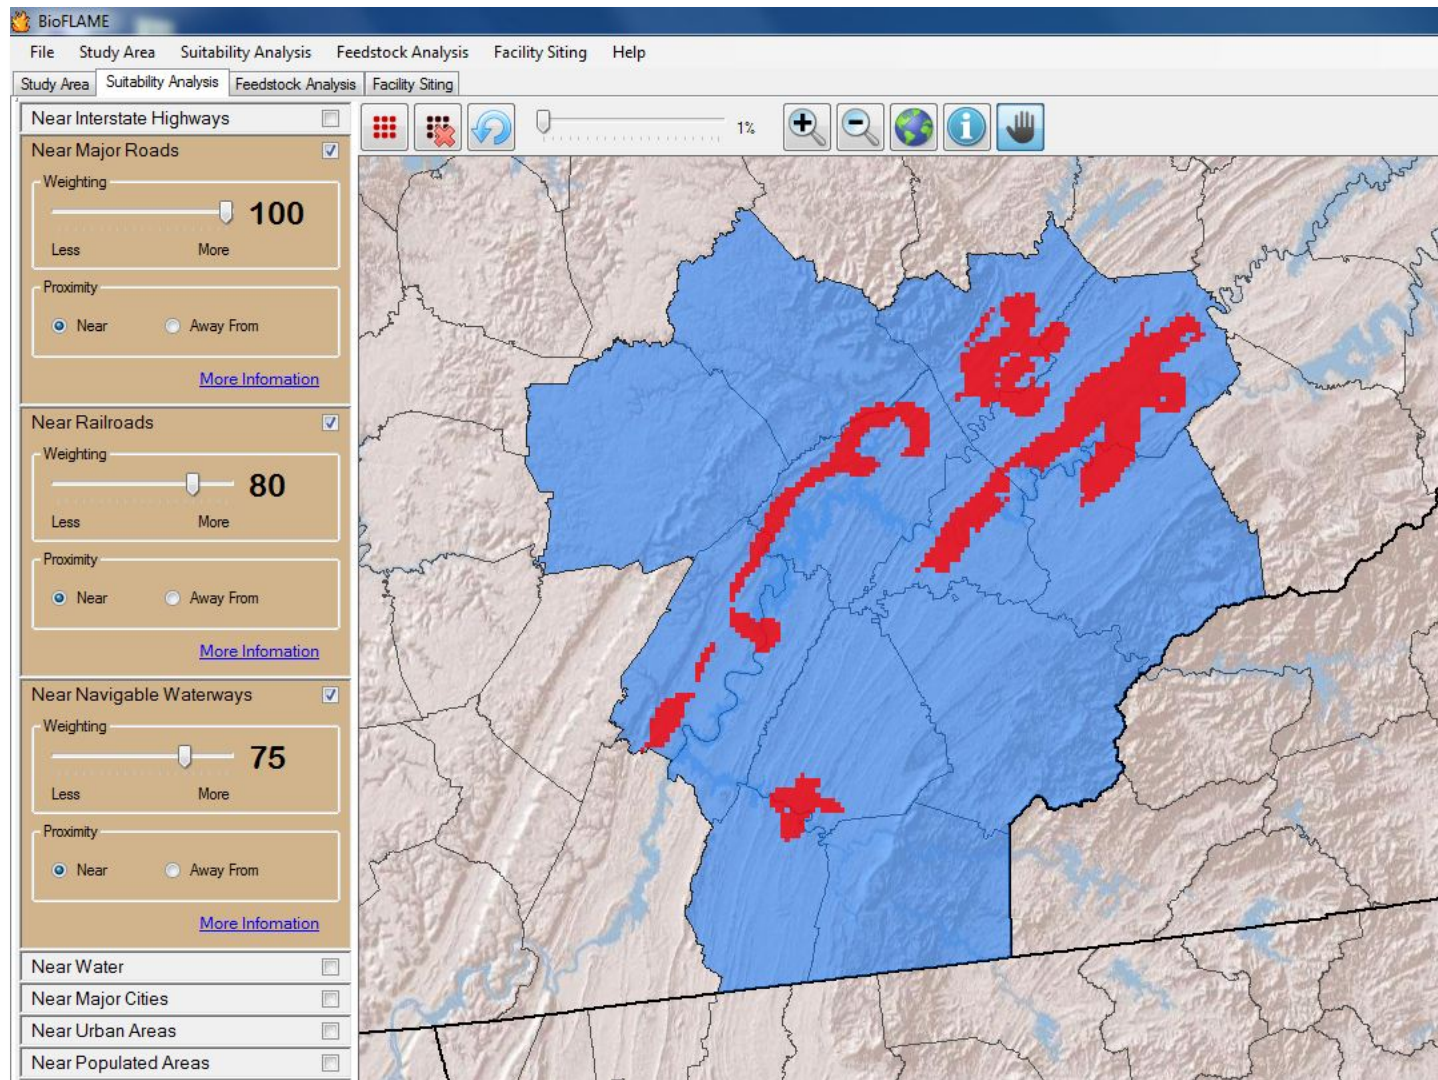 BioFLAME
File Study Area Suitability Analysis Feedstock Analysis Facility Siting Help
Study Area Suitability Analysis Feedstock Analysis Facility Siting
Near Interstate Highways
1%
Near Major Roads
Weighting
100
Less More
Proximity
Near Away From
More Infomation
Near Railroads
Weighting
80
Less More
Proximity
Near Away From
More Infomation
Near Navigable Waterways
Weighting
75
Less More
Proximity
Near Away From
More Infomation
Near Water
Near Major Cities
Near Urban Areas
Near Populated Areas